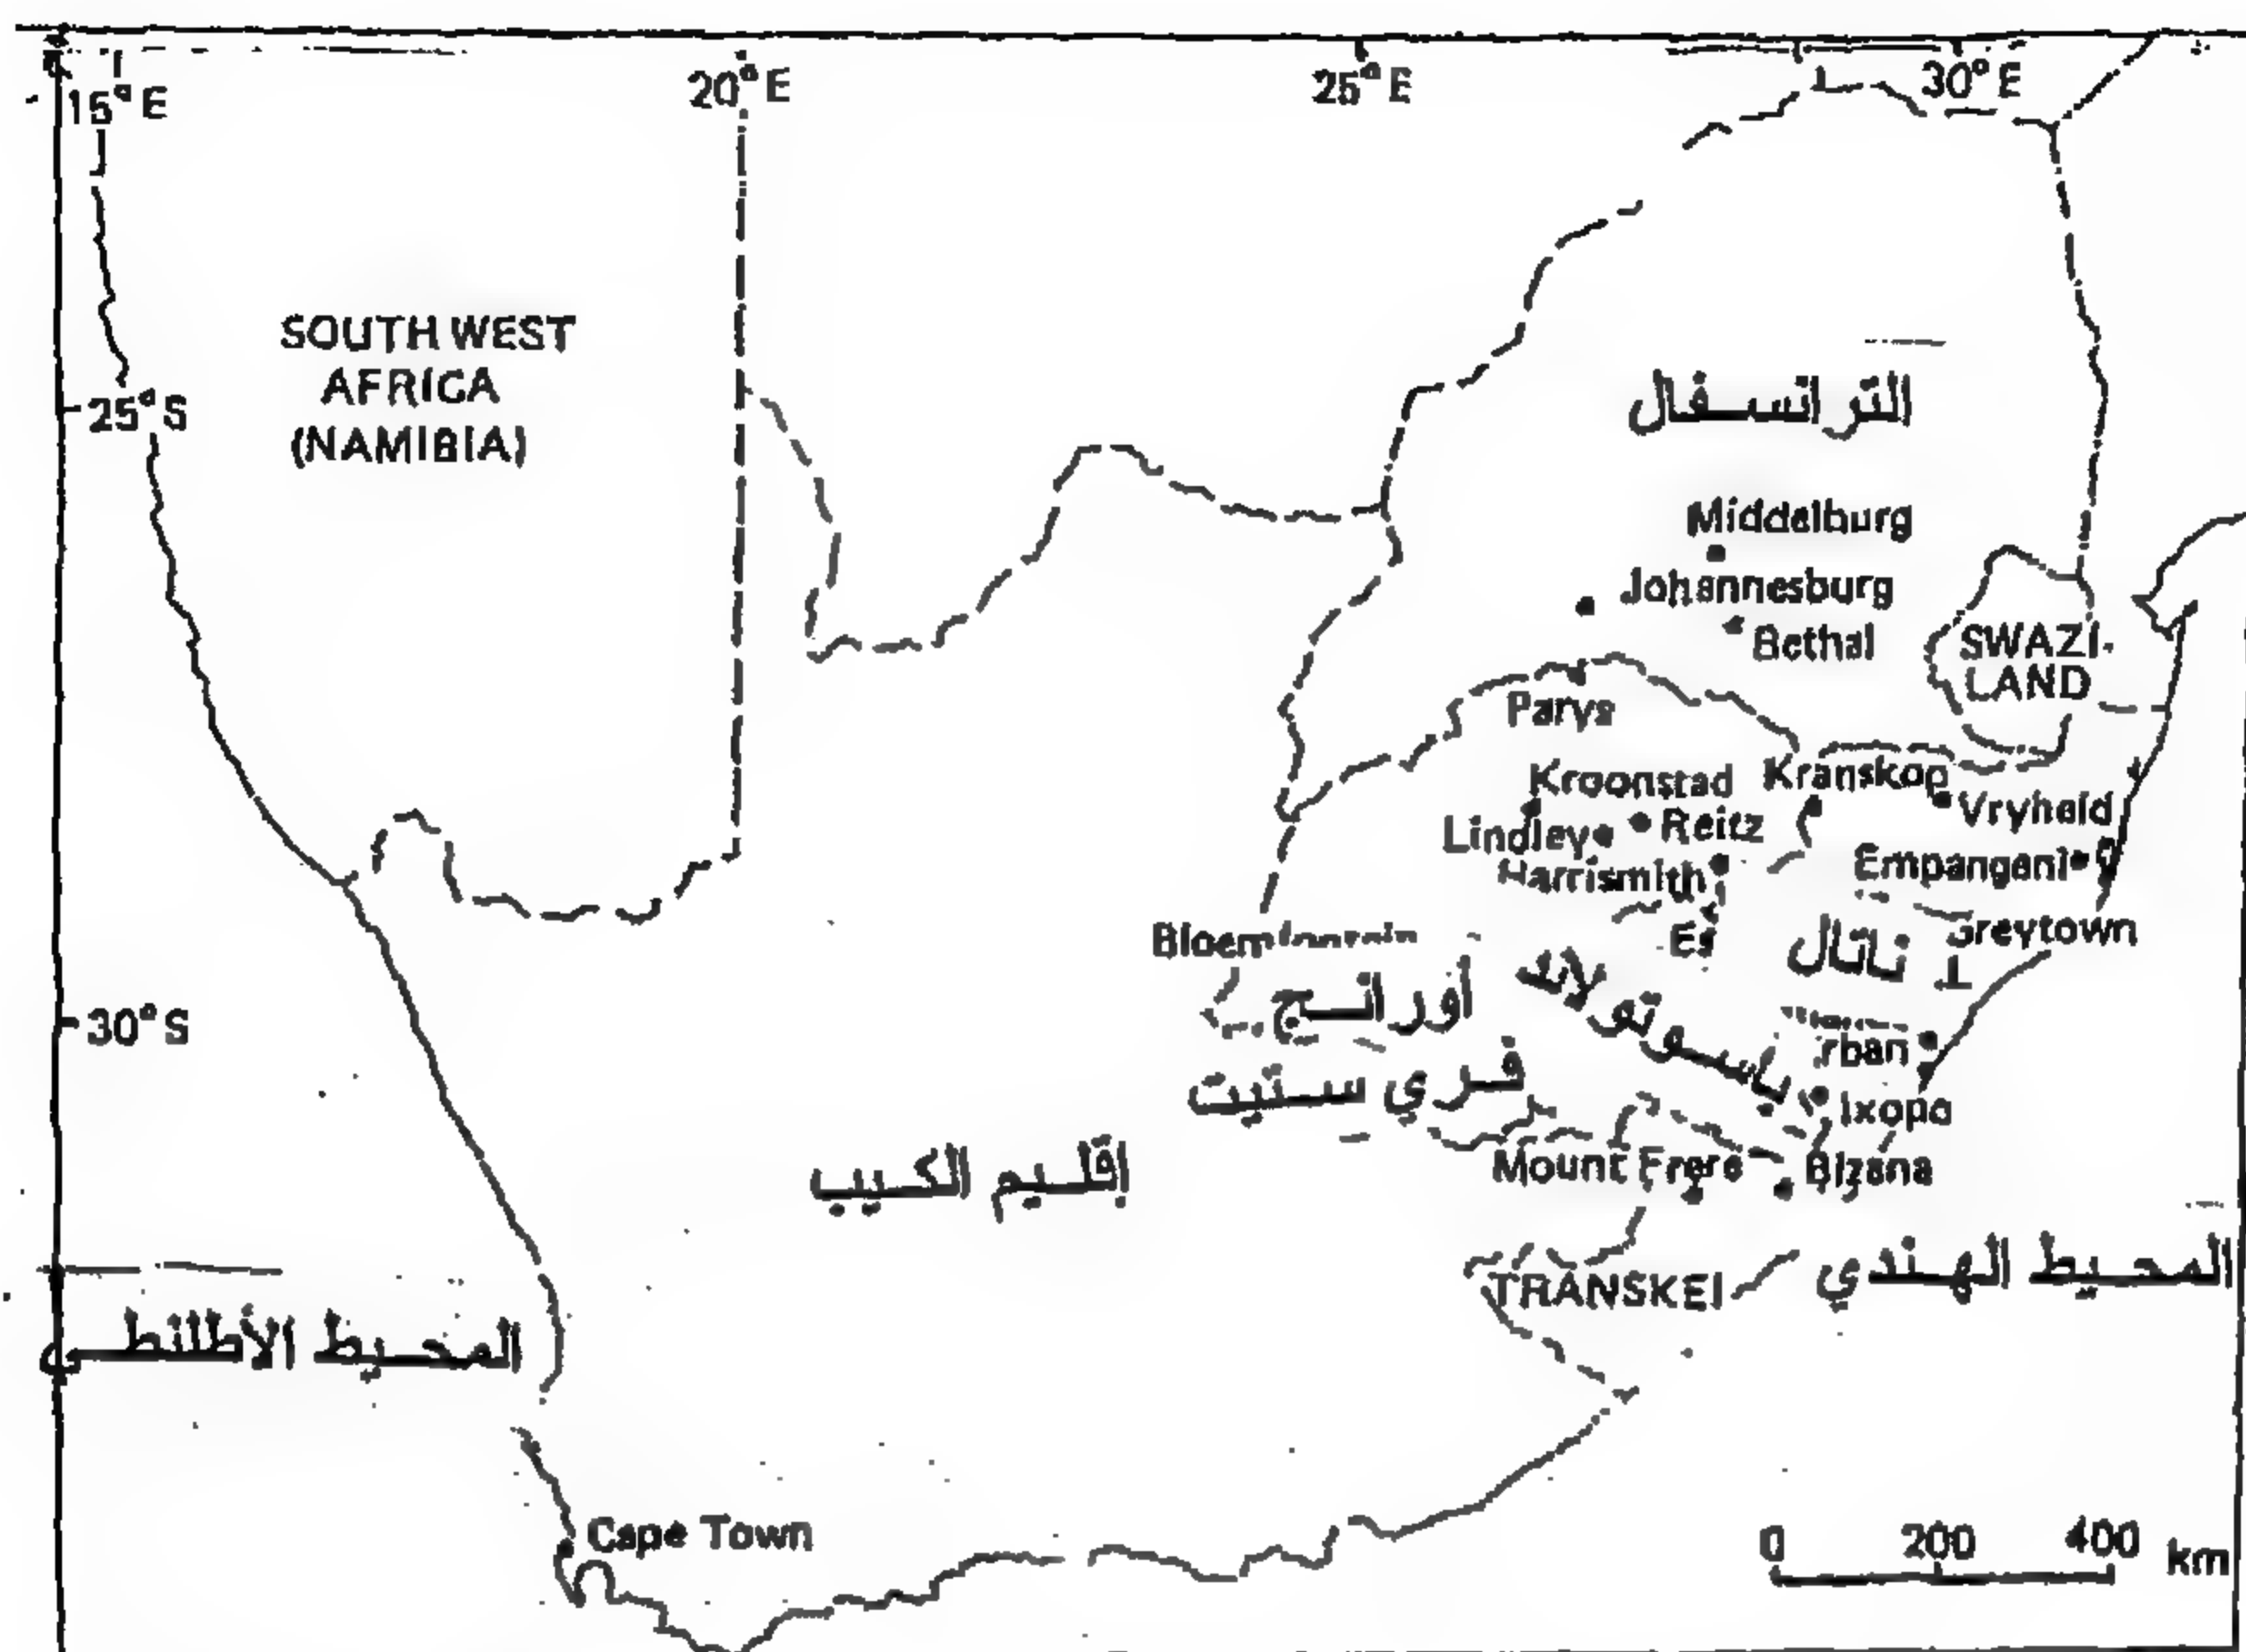 15°E
20°E
25°E
30°E
SOUTH WEST
AFRICA
(NAMIBIA)
25°S
الترانسفال
Middelburg
Johannesburg
Bethal
SWAZI-
LAND
Parys
Kroonstad
Kranskop
Vryheid
Lindley
Reitz
Harrismith
Empangeni
Greytown
ناتال
أورانج
باسوتولاند
30°S
فري ستيت
Ixopo
إقليم الكيب
Mount Frere
Bizana
TRANSKEI
المحيط الهندي
المحيط الأطلنطي
Cape Town
0 200 400 km